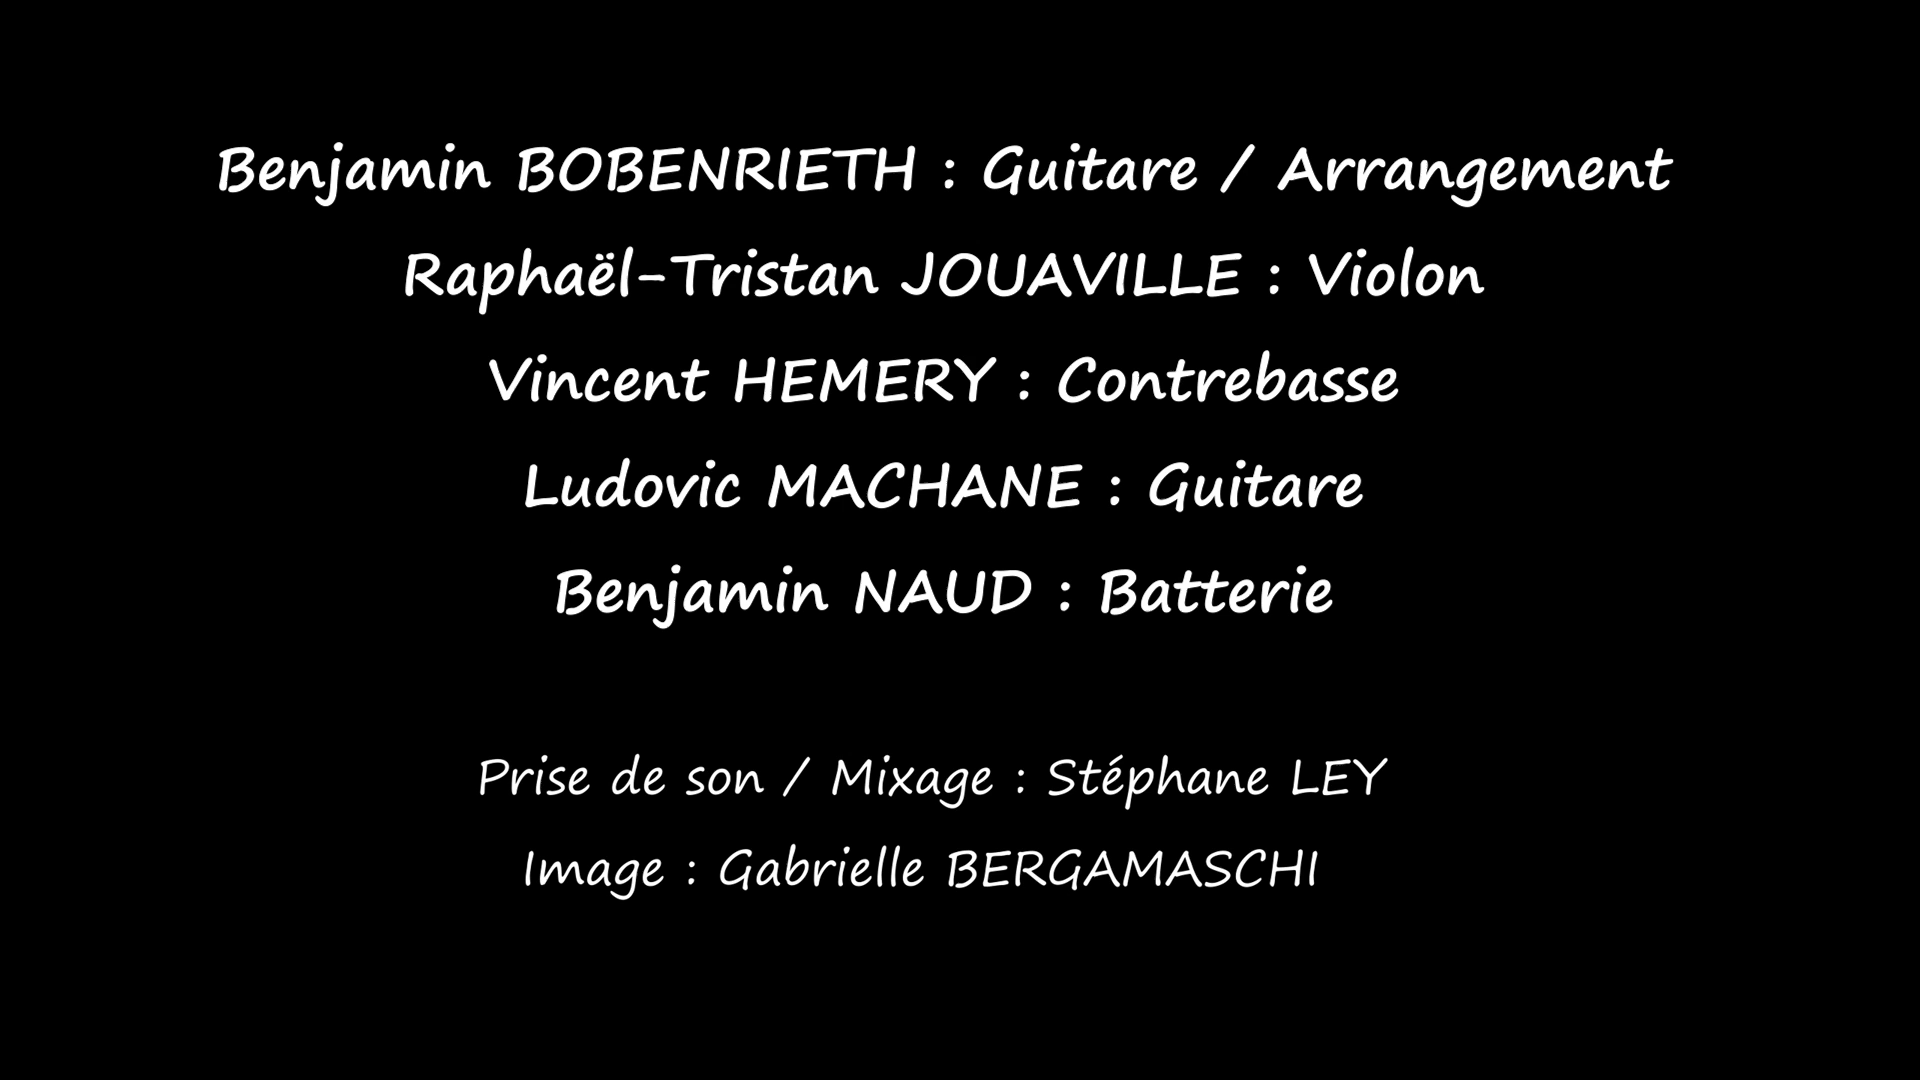 Benjamin BOBENRIETH : Guitare / Arrangement
Raphaël-Tristan JOUAVILLE : Violon
Vincent HEMERY : Contrebasse
Ludovic MACHANE : Guitare
Benjamin NAUD : Batterie
Prise de son / Mixage : Stéphane LEY
Image : Gabrielle BERGAMASCHI